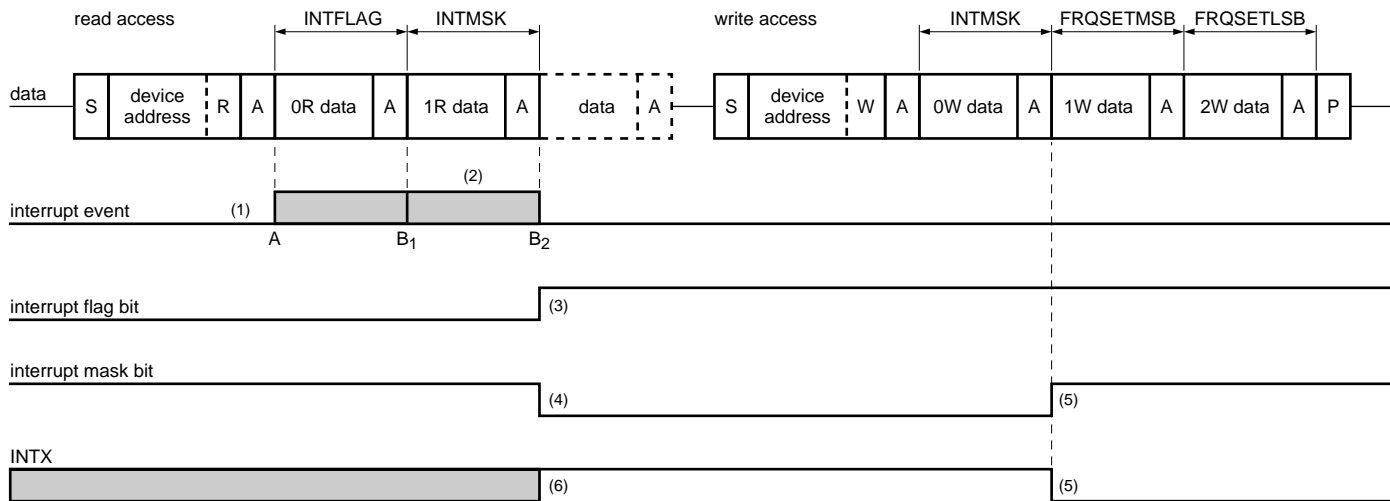 read access INTFLAG INTMSK write access INTMSK FRQSETMSB FRQSETLSB
data S device address R A 0R data A 1R data A data A S device address W A 0W data A 1W data A 2W data A P
(2)
interrupt event (1)
A B1 B2
interrupt flag bit (3)
interrupt mask bit
(4) (5)
INTX
(6) (5)